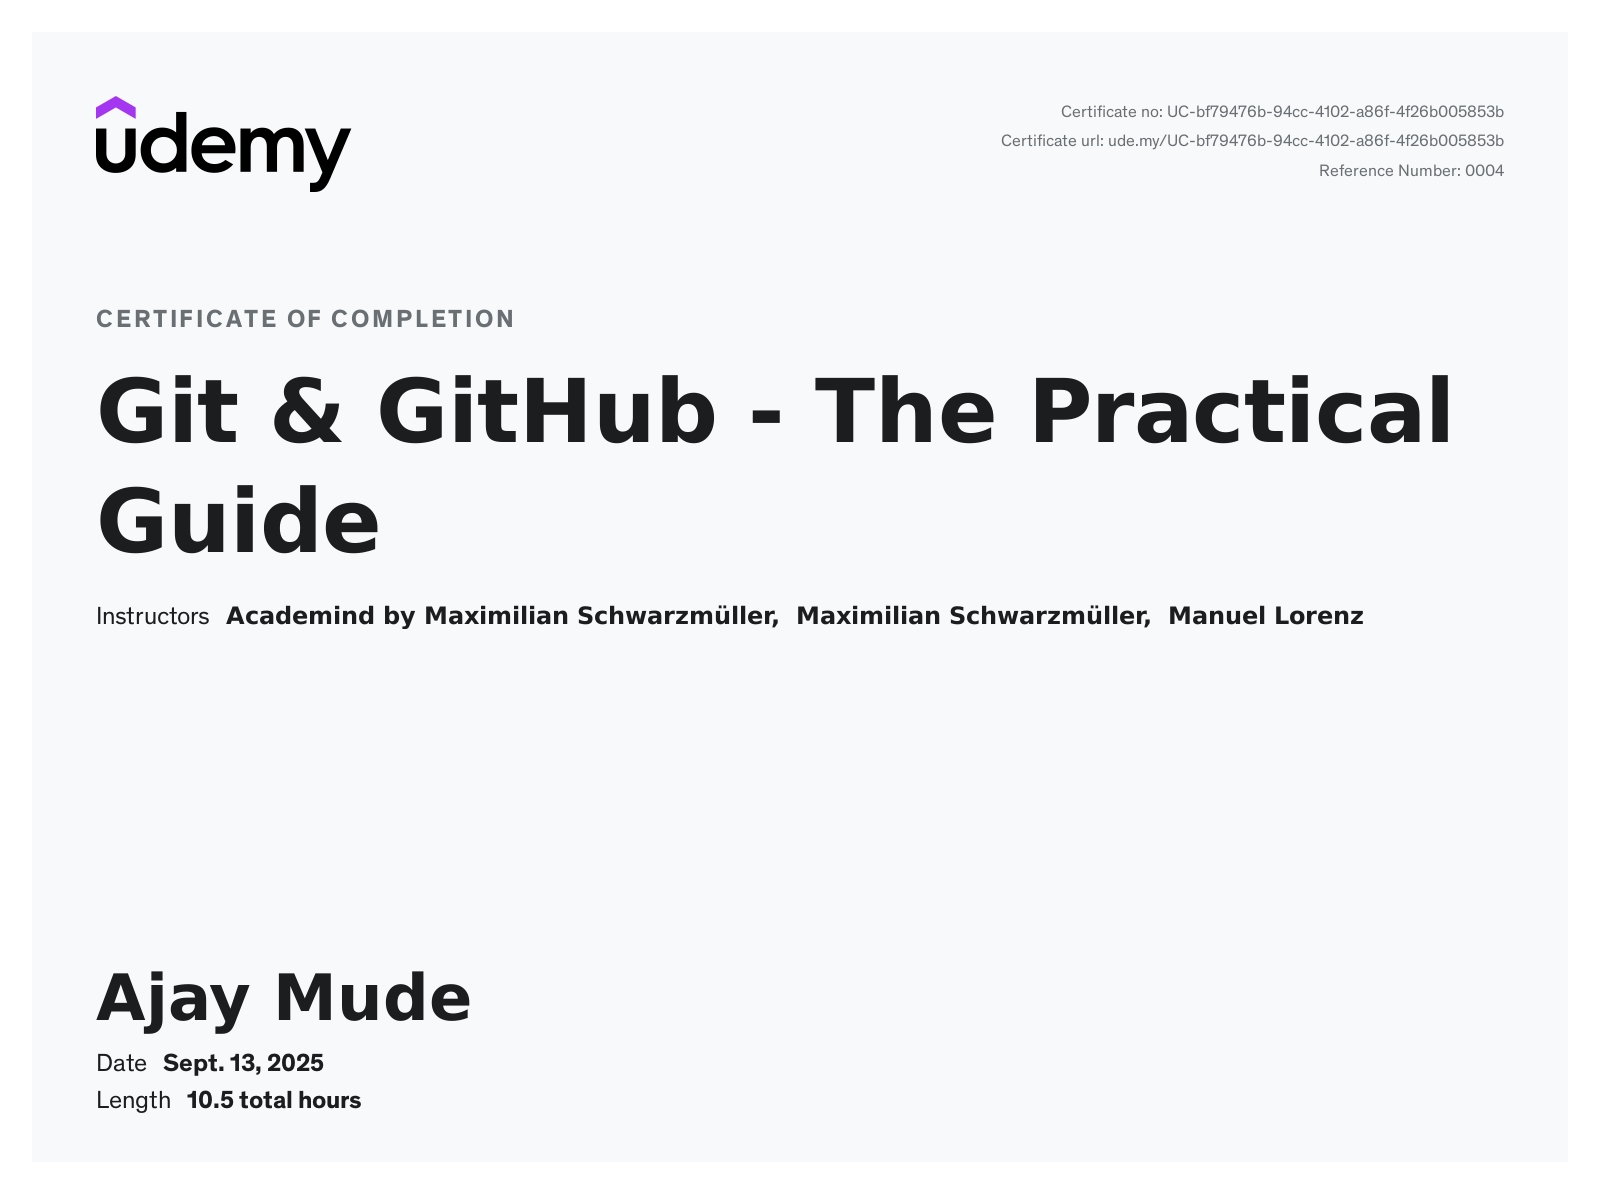 udemy
Certificate no: UC-bf79476b-94cc-4102-a86f-4f26b005853b
Certificate url: ude.my/UC-bf79476b-94cc-4102-a86f-4f26b005853b
Reference Number: 0004
CERTIFICATE OF COMPLETION
Git & GitHub - The Practical
Guide
Instructors Academind by Maximilian Schwarzmüller, Maximilian Schwarzmüller, Manuel Lorenz
Ajay Mude
Date Sept. 13, 2025
Length 10.5 total hours